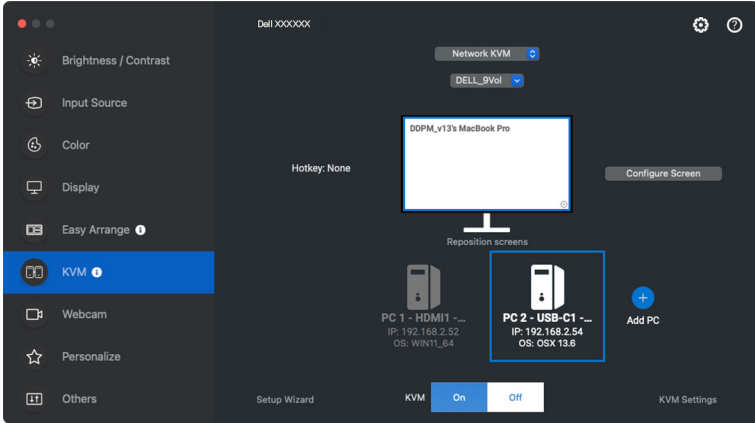 Dell XXXXXX
Brightness / Contrast
Input Source
Color
Display
Easy Arrange
KVM
Webcam
Personalize
Others
Network KVM
DELL_9Vol
DDPM_v13's MacBook Pro
Hotkey: None
Configure Screen
Reposition screens
PC 1 - HDMI1 -...
IP: 192.168.2.52
OS: WIN11_64
PC 2 - USB-C1 -...
IP: 192.168.2.54
OS: OSX 13.6
Add PC
Setup Wizard
KVM
On
Off
KVM Settings